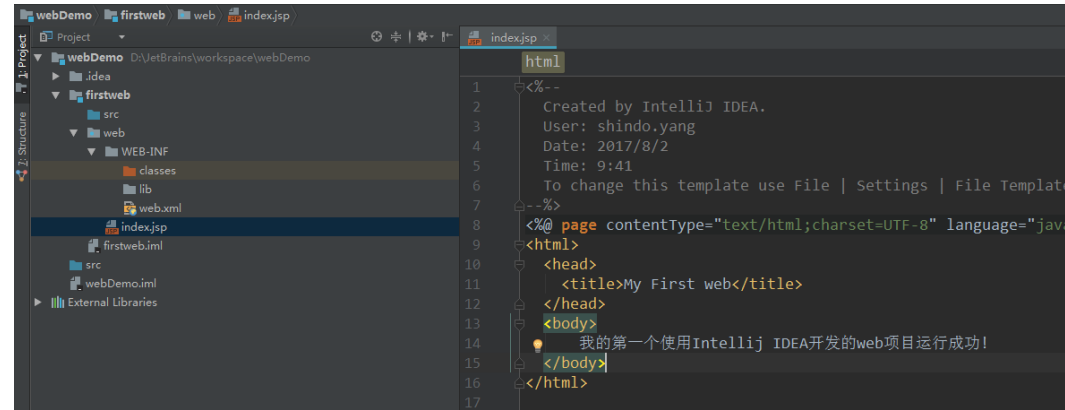 webDemo firstweb web index.jsp
Project
index.jsp
1: Project
webDemo D:\JetBrains\workspace\webDemo
.idea
firstweb
src
web
WEB-INF
classes
lib
web.xml
index.jsp
firstweb.iml
src
webDemo.iml
External Libraries
Z: Structure
html
1 <%--
2 Created by IntelliJ IDEA.
3 User: shindo.yang
4 Date: 2017/8/2
5 Time: 9:41
6 To change this template use File | Settings | File Templat
7 --%>
8 <%@ page contentType="text/html;charset=UTF-8" language="jav
9 <html>
10 <head>
11 <title>My First web</title>
12 </head>
13 <body>
14 我的第一个使用Intellij IDEA开发的web项目运行成功!
15 </body>
16 </html>
17